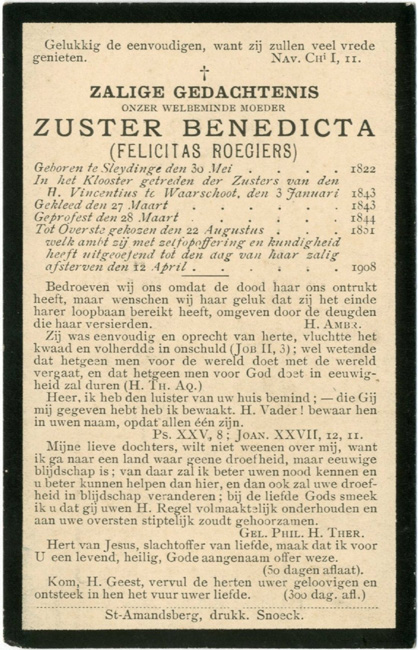 Gelukkig de eenvoudigen, want zij zullen veel vrede
genieten. NAV. CHⁱ I, 11.
†
ZALIGE GEDACHTENIS
ONZER WELBEMINDE MOEDER
ZUSTER BENEDICTA
(FELICITAS ROEGIERS)
Geboren te Sleydinge den 30 Mei . . . . 1822
In het Klooster getreden der Zusters van den
H. Vincentius te Waarschoot, den 3 Januari 1843
Gekleed den 27 Maart . . . . . . 1843
Geprofest den 28 Maart . . . . . . 1844
Tot Overste gekozen den 22 Augustus . . . 1851
welk ambt zij met zelfopoffering en kundigheid
heeft uitgeoefend tot den dag van haar zalig
afsterven den 12 April . . . . . . 1908
Bedroeven wij ons omdat de dood haar ons ontrukt
heeft, maar wenschen wij haar geluk dat zij het einde
harer loopbaan bereikt heeft, omgeven door de deugden
die haar versierden. H. AMBR.
Zij was eenvoudig en oprecht van herte, vluchtte het
kwaad en volherdde in onschuld (JOB II, 3); wel wetende
dat hetgeen men voor de wereld doet met de wereld
vergaat, en dat hetgeen men voor God doet in eeuwig-
heid zal duren (H. TH. AQ.)
Heer, ik heb den luister van uw huis bemind ; — die Gij
mij gegeven hebt heb ik bewaakt. H. Vader ! bewaar hen
in uwen naam, opdat allen één zijn.
Ps. XXV, 8 ; JOAN. XXVII, 12, 11.
Mijne lieve dochters, wilt niet weenen over mij, want
ik ga naar een land waar geene droefheid, maar eeuwige
blijdschap is ; van daar zal ik beter uwen nood kennen en
u beter kunnen helpen dan hier, en dan ook zal uwe droef-
heid in blijdschap veranderen ; bij de liefde Gods smeek
ik u dat gij uwen H. Regel volmaaktelijk onderhouden en
aan uwe oversten stiptelijk zoudt gehoorzamen.
GEL. PHIL. H. THER.
Hert van Jesus, slachtoffer van liefde, maak dat ik voor
U een levend, heilig, Gode aangenaam offer weze.
(50 dagen aflaat).
Kom, H. Geest, vervul de herten uwer geloovigen en
ontsteek in hen het vuur uwer liefde. (300 dag. afl.)
St-Amandsberg, drukk. Snoeck.